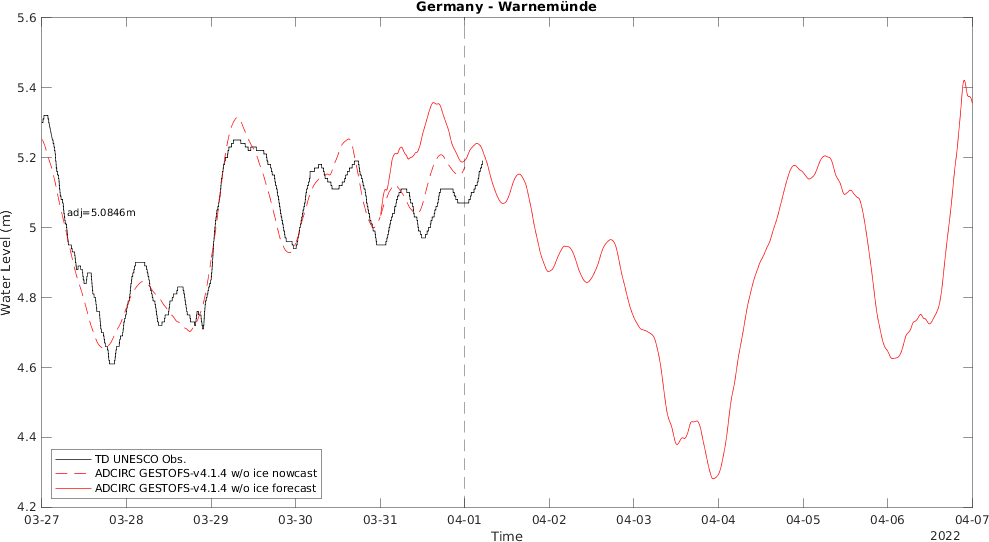 Germany - Warnemünde
5.6
5.4
5.2
5
4.8
4.6
4.4
4.2
Water Level (m)
adj=5.0846m
TD UNESCO Obs.
ADCIRC GESTOFS-v4.1.4 w/o ice nowcast
ADCIRC GESTOFS-v4.1.4 w/o ice forecast
03-27 03-28 03-29 03-30 03-31 04-01 04-02 04-03 04-04 04-05 04-06 04-07
Time
2022